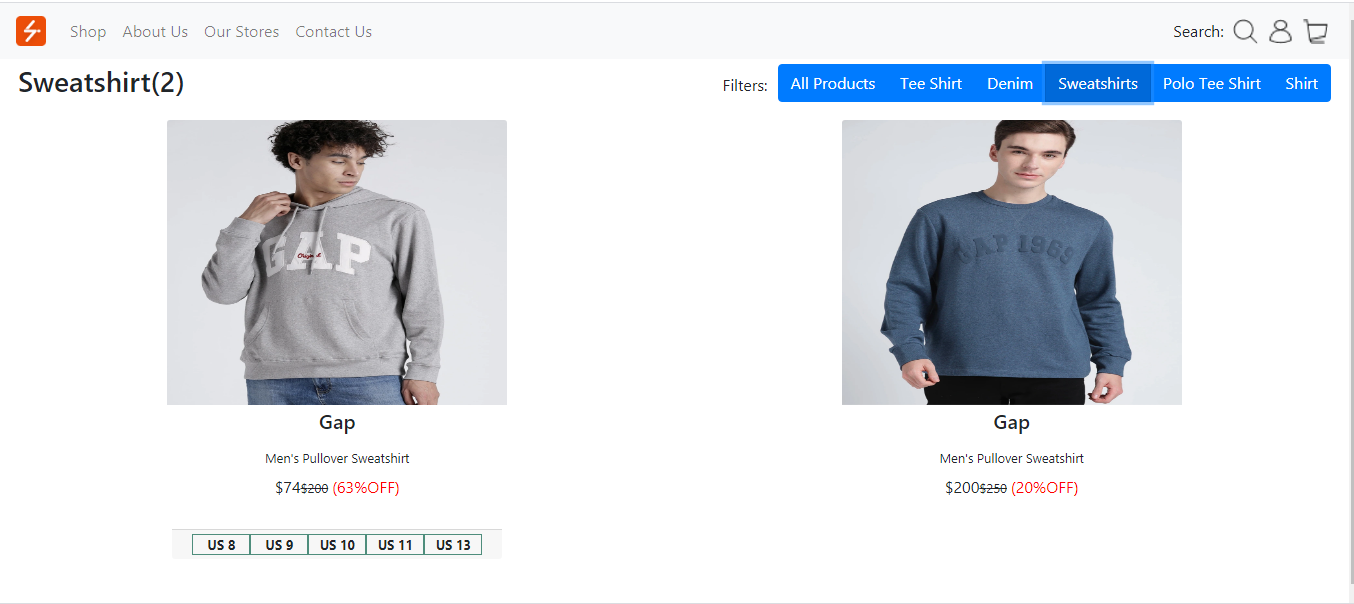 Shop About Us Our Stores Contact Us Search:
Sweatshirt(2) Filters: All Products Tee Shirt Denim Sweatshirts Polo Tee Shirt Shirt
GAP
Original
GAP 1969
Gap
Men's Pullover Sweatshirt
$74$200 (63%OFF)
US 8 US 9 US 10 US 11 US 13
Gap
Men's Pullover Sweatshirt
$200$250 (20%OFF)